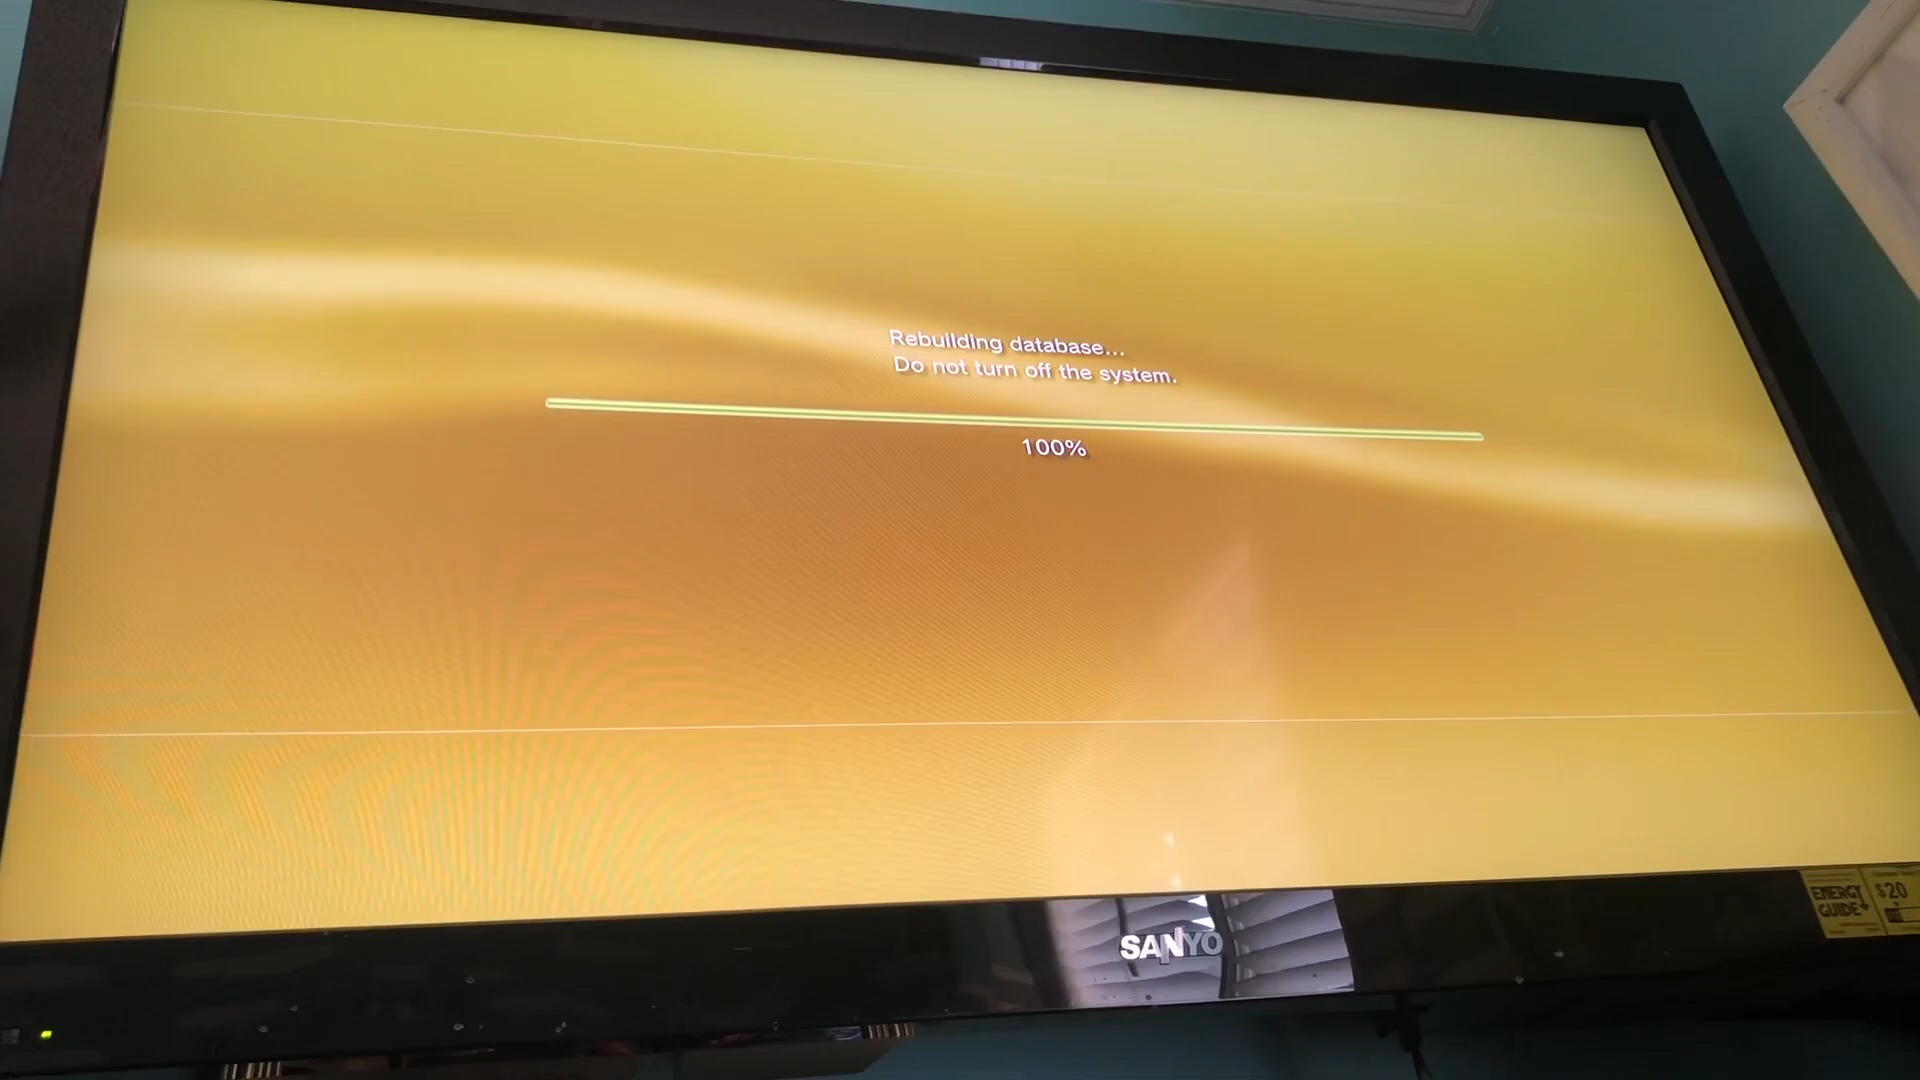 Rebuilding database...
Do not turn off the system.
100%
SANYO
ENERGY
GUIDE
$20